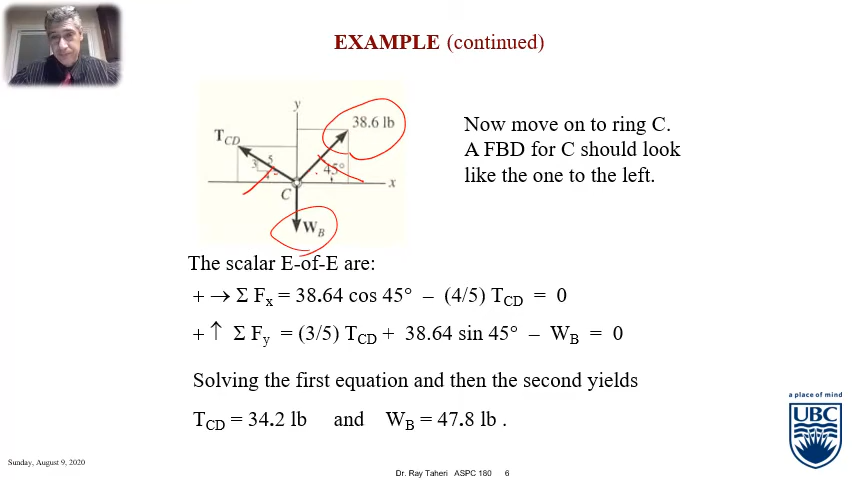 EXAMPLE (continued)
y
38.6 lb
T_CD
5
3
45°
x
C
W_B
Now move on to ring C.
A FBD for C should look
like the one to the left.
The scalar E-of-E are:
+ → Σ F_x = 38.64 cos 45° – (4/5) T_CD = 0
+ ↑ Σ F_y = (3/5) T_CD + 38.64 sin 45° – W_B = 0
Solving the first equation and then the second yields
T_CD = 34.2 lb and W_B = 47.8 lb .
a place of mind
UBC
Sunday, August 9, 2020
Dr. Ray Taheri ASPC 180 6